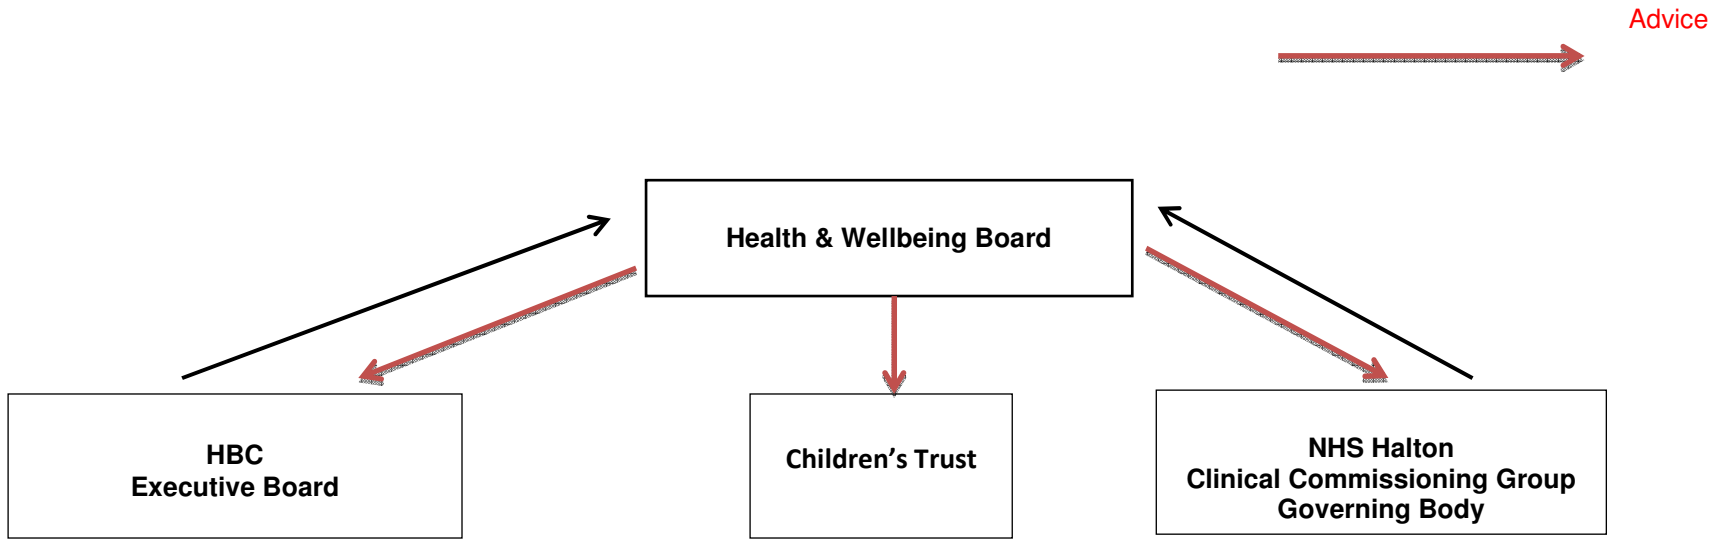 Advice
Health & Wellbeing Board
HBC
Executive Board
Children’s Trust
NHS Halton
Clinical Commissioning Group
Governing Body